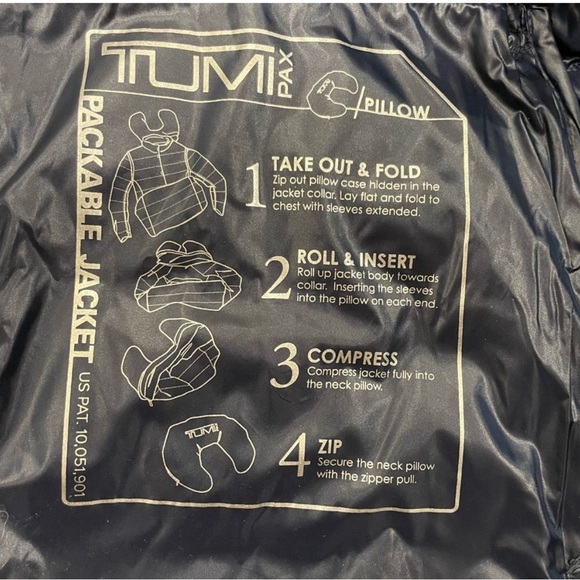 TUMI PAX
/PILLOW
PACKABLE JACKET US PAT. 10,051,901
1 TAKE OUT & FOLD
Zip out pillow case hidden in the
jacket collar. Lay flat and fold to
chest with sleeves extended.
2 ROLL & INSERT
Roll up jacket body towards
collar. Inserting the sleeves
into the pillow on each end.
3 COMPRESS
Compress jacket fully into
the neck pillow.
TUMI
4 ZIP
Secure the neck pillow
with the zipper pull.